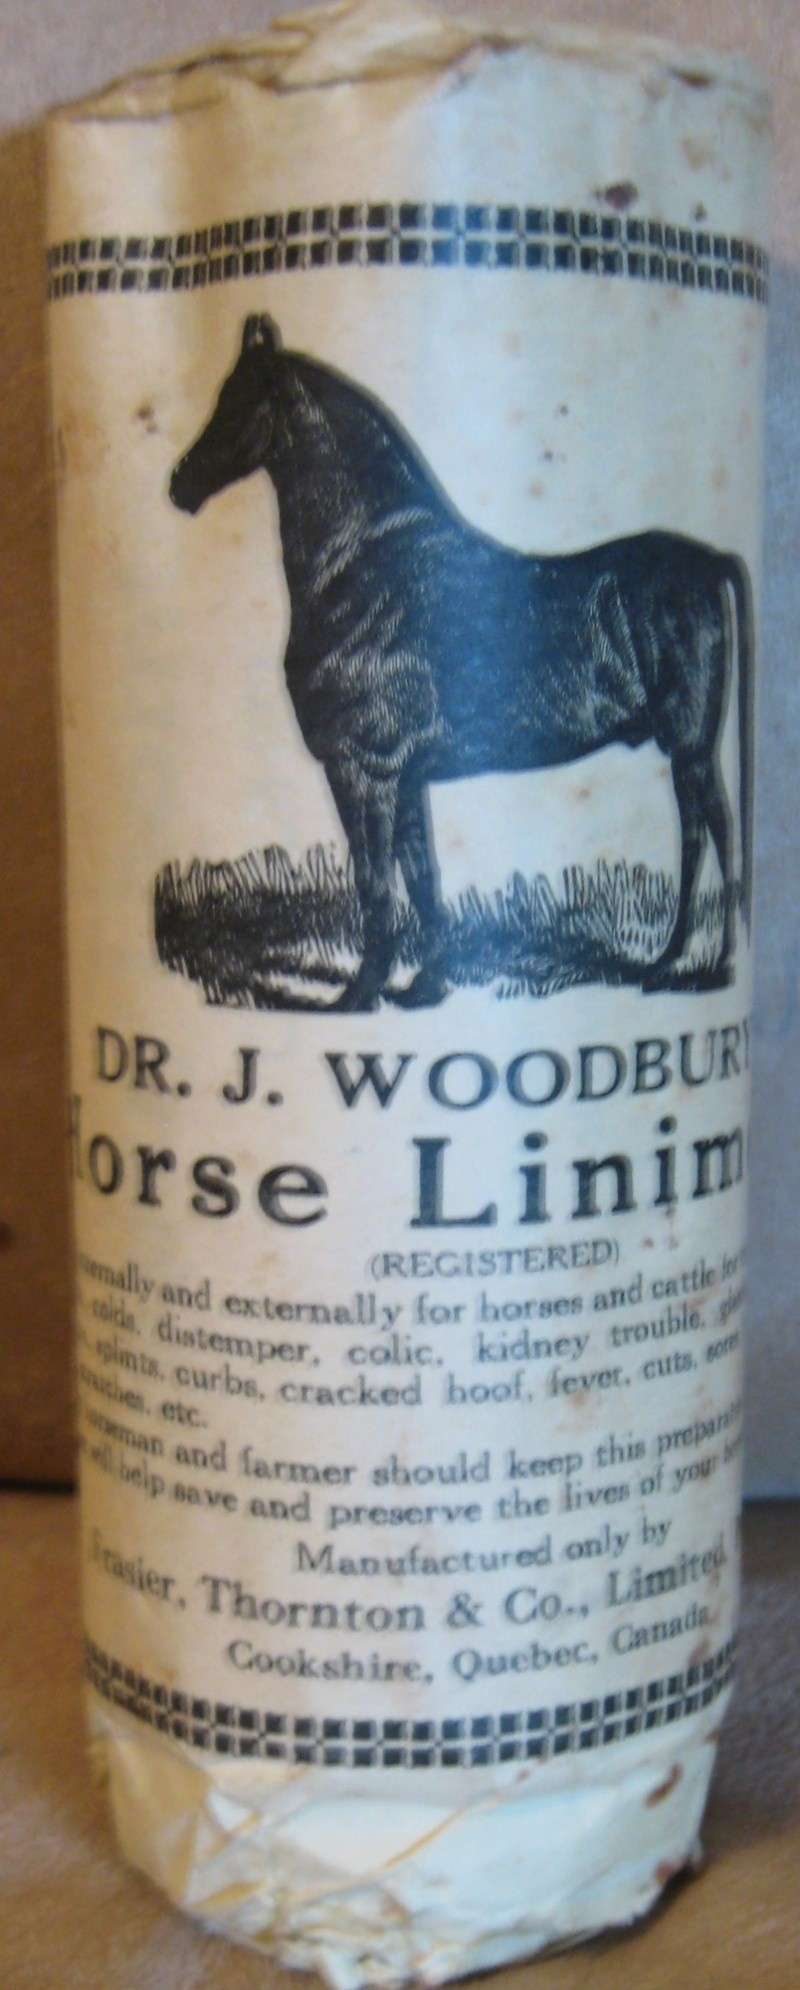 DR. J. WOODBURY
Horse Linim
(REGISTERED)
and externally for horses and cattle for
colds, distemper, colic, kidney trouble,
splints, curbs, cracked hoof, fever, cuts, sores
etc.
and farmer should keep this
will help save and preserve the lives of your
Manufactured only by
Frasier, Thornton & Co., Limited
Cookshire, Quebec, Canada